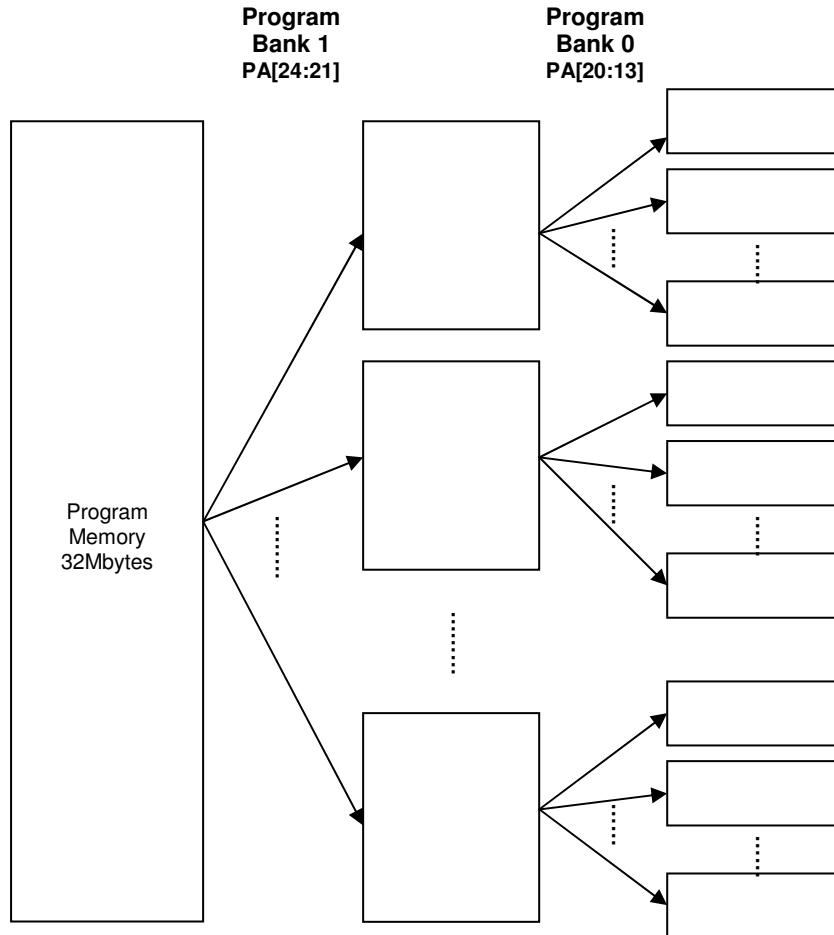 Program
Bank 1
PA[24:21]
Program
Bank 0
PA[20:13]
Program
Memory
32Mbytes